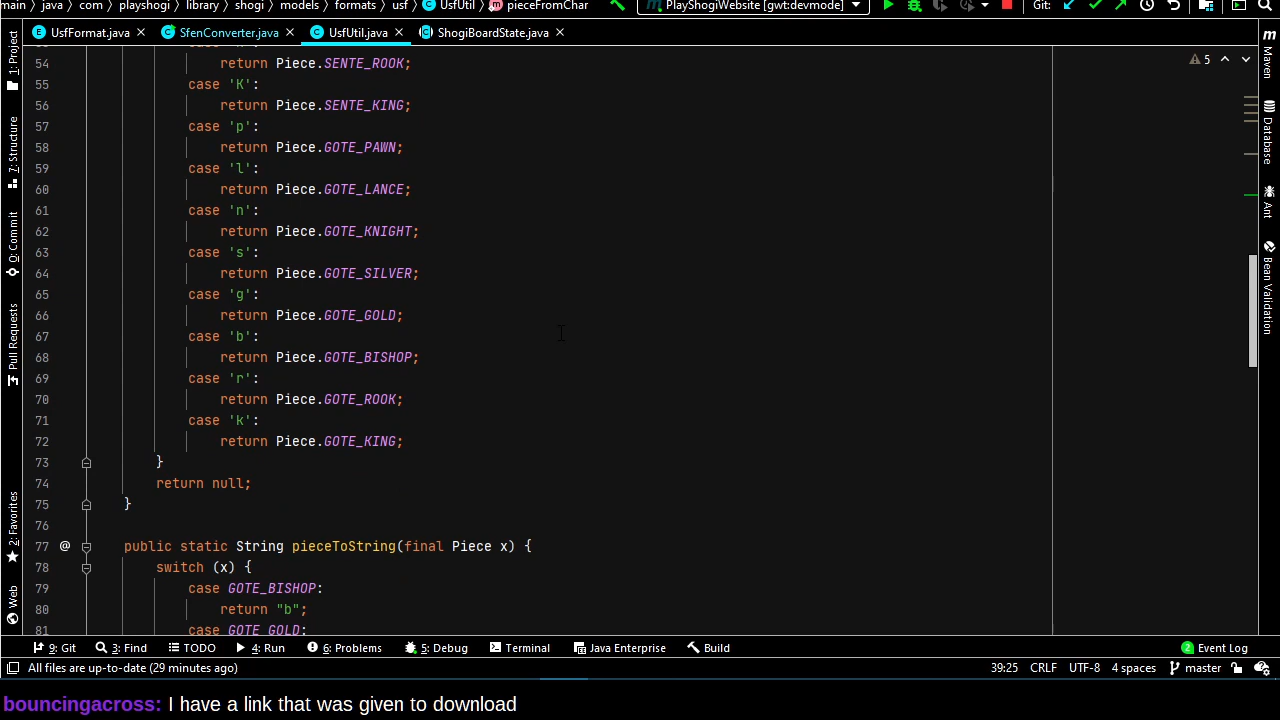 main / java / com / playshogi / library / shogi / models / formats / usf / UsfUtil / pieceFromChar PlayShogiWebsite [gwt:devmode] Git:
UsfFormat.java SfenConverter.java UsfUtil.java ShogiBoardState.java
54 return Piece.SENTE_ROOK; 5
55 case 'K':
56 return Piece.SENTE_KING;
57 case 'p':
58 return Piece.GOTE_PAWN;
59 case 'l':
60 return Piece.GOTE_LANCE;
61 case 'n':
62 return Piece.GOTE_KNIGHT;
63 case 's':
64 return Piece.GOTE_SILVER;
65 case 'g':
66 return Piece.GOTE_GOLD;
67 case 'b':
68 return Piece.GOTE_BISHOP;
69 case 'r':
70 return Piece.GOTE_ROOK;
71 case 'k':
72 return Piece.GOTE_KING;
73 }
74 return null;
75 }
76
77 @ public static String pieceToString(final Piece x) {
78 switch (x) {
79 case GOTE_BISHOP:
80 return "b";
81 case GOTE_GOLD:
1: Project
7: Structure
0: Commit
Pull Requests
2: Favorites
Web
Maven
Database
Ant
Bean Validation
9: Git 3: Find TODO 4: Run 6: Problems 5: Debug Terminal Java Enterprise Build 2 Event Log
All files are up-to-date (29 minutes ago) 39:25 CRLF UTF-8 4 spaces master
bouncingacross: I have a link that was given to download